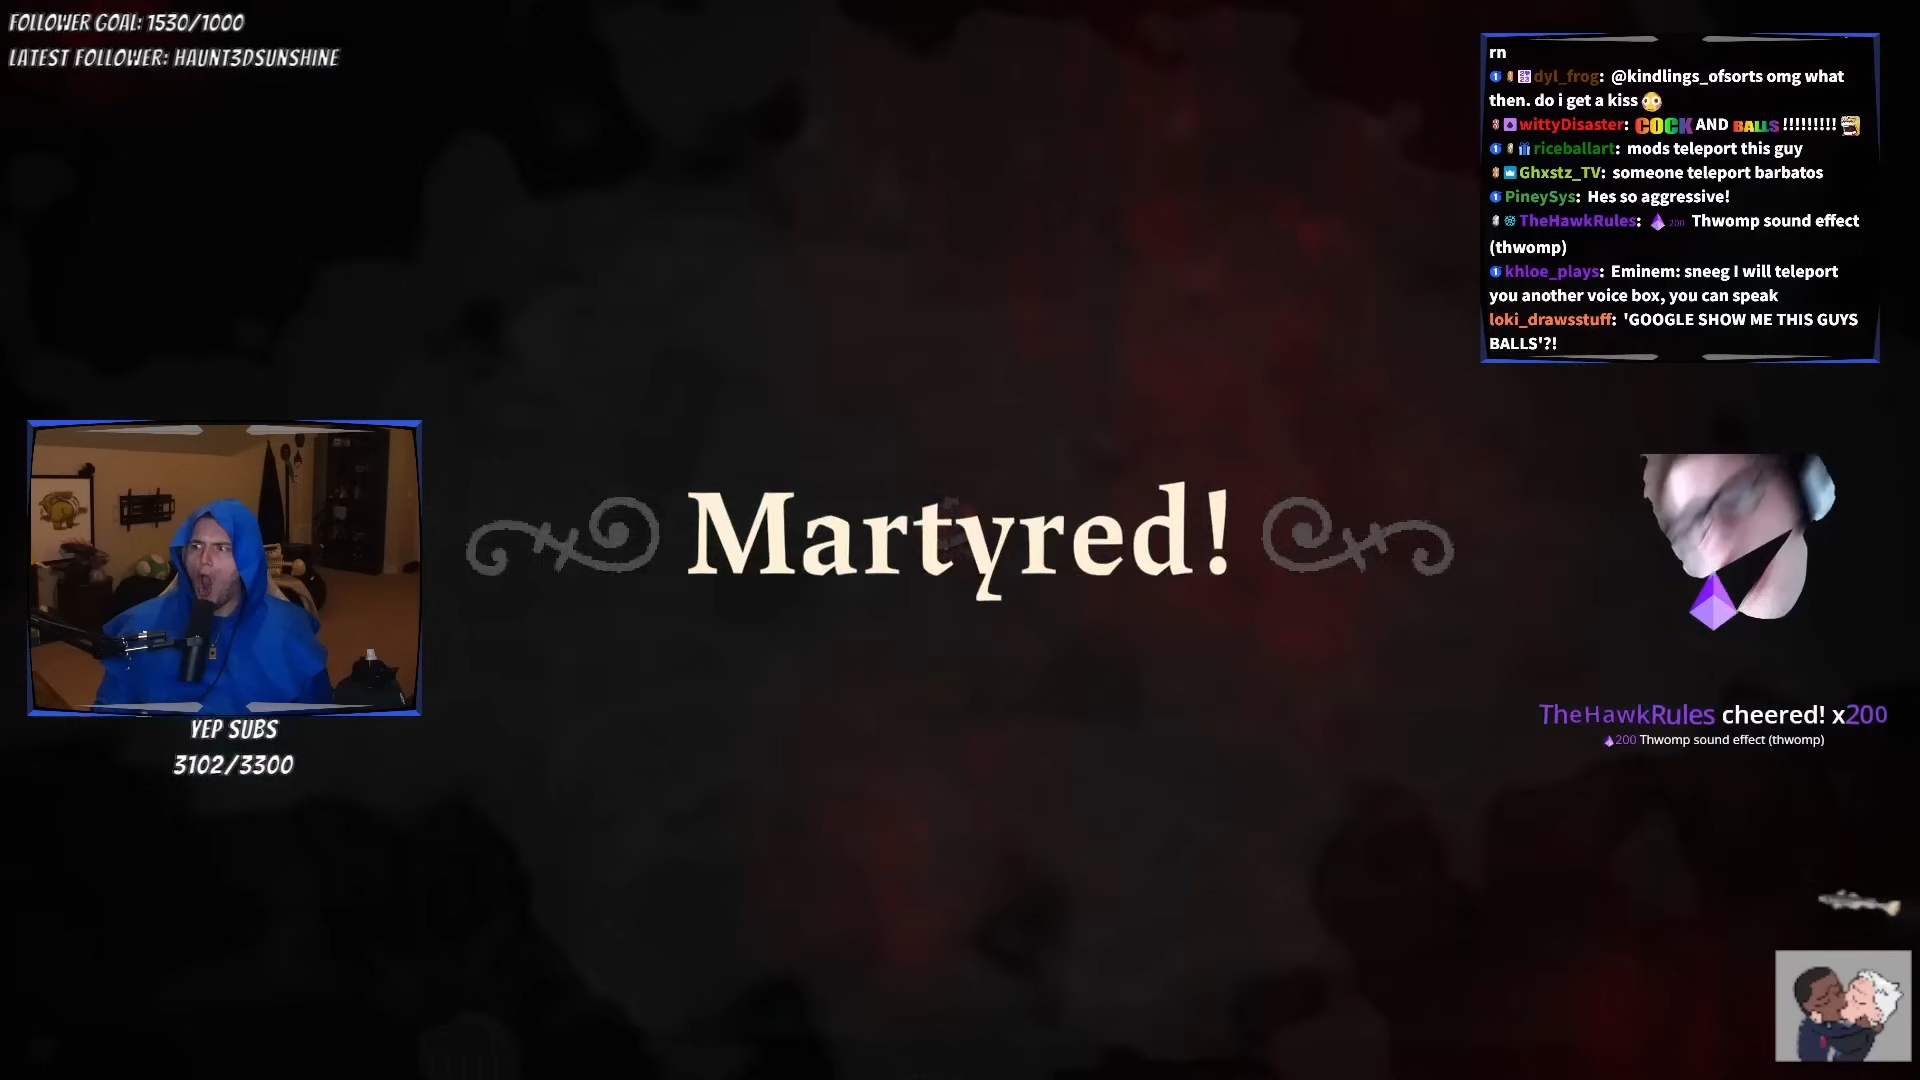 FOLLOWER GOAL: 1530/1000
LATEST FOLLOWER: HAUNT3DSUNSHINE
rn
dyl_frog: @kindlings_ofsorts omg what
then. do i get a kiss
wittyDisaster: COCK AND BALLS !!!!!!!!!
riceballart: mods teleport this guy
Ghxstz_TV: someone teleport barbatos
PineySys: Hes so aggressive!
TheHawkRules: 200 Thwomp sound effect
(thwomp)
khloe_plays: Eminem: sneeg I will teleport
you another voice box, you can speak
loki_drawsstuff: 'GOOGLE SHOW ME THIS GUYS
BALLS'?!
Martyred!
YEP SUBS
3102/3300
TheHawkRules cheered! x200
200 Thwomp sound effect (thwomp)